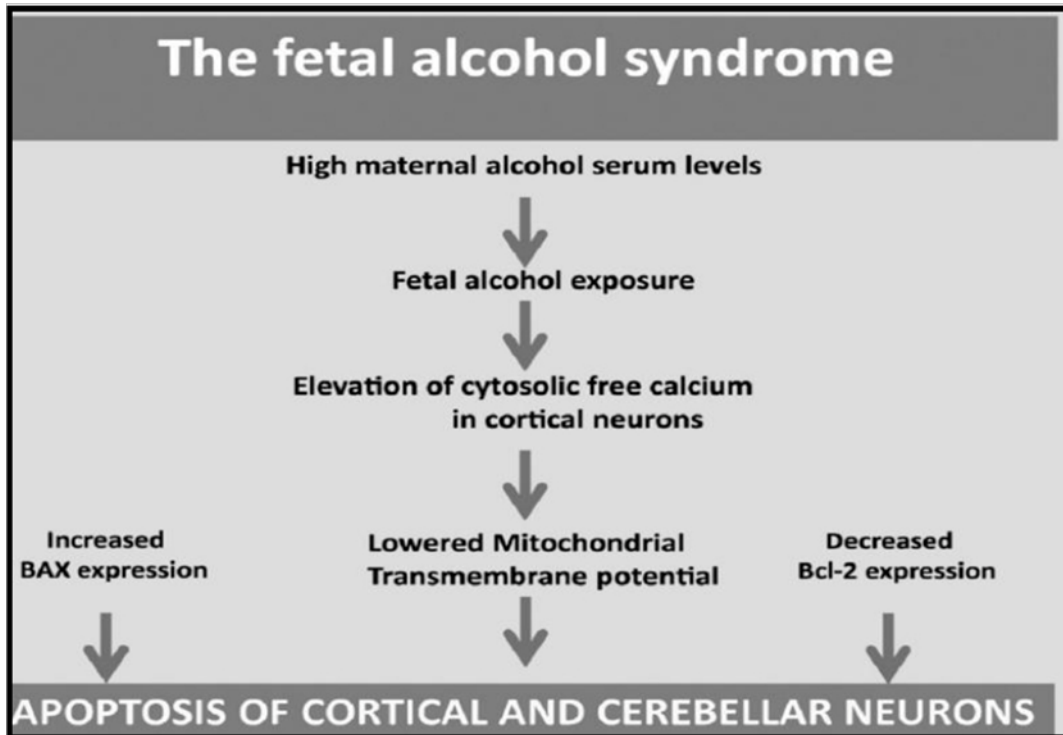 The fetal alcohol syndrome
High maternal alcohol serum levels
Fetal alcohol exposure
Elevation of cytosolic free calcium
in cortical neurons
Increased
BAX expression
Lowered Mitochondrial
Transmembrane potential
Decreased
Bcl-2 expression
APOPTOSIS OF CORTICAL AND CEREBELLAR NEURONS